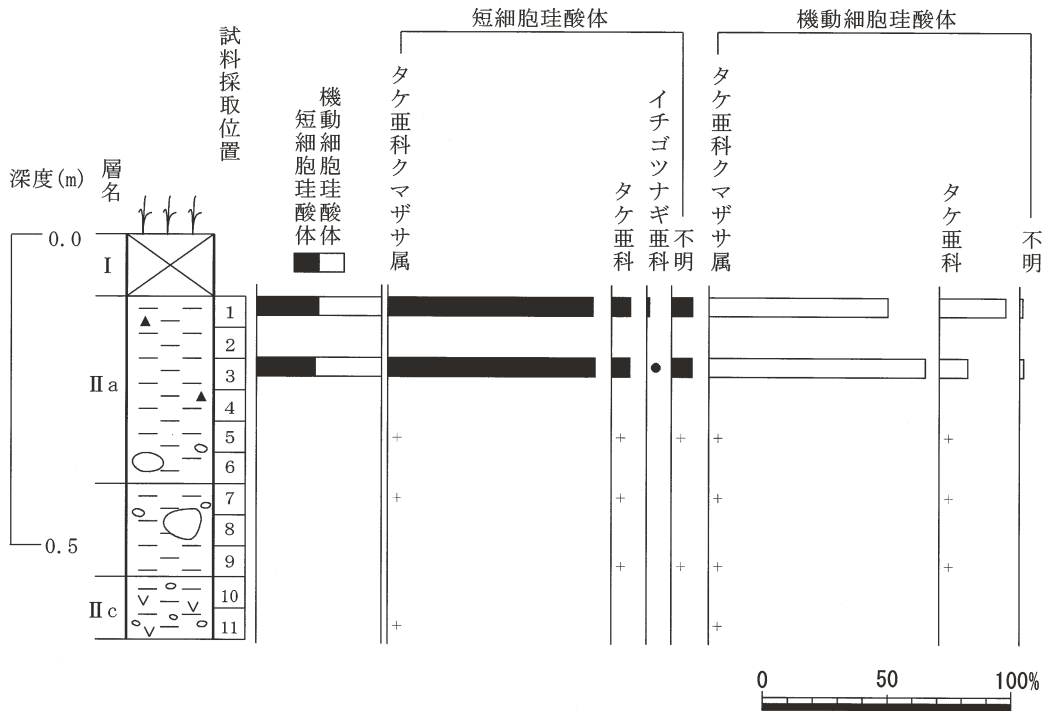 短細胞珪酸体
機動細胞珪酸体
試料採取位置
機動細胞珪酸体
短細胞珪酸体
タケ亜科クマザサ属
タケ亜科
イチゴツナギ亜科
不明
タケ亜科クマザサ属
タケ亜科
不明
深度(m)
層名
0.0
0.5
Ⅰ
Ⅱa
Ⅱc
1
2
3
4
5
6
7
8
9
10
11
0 50 100%